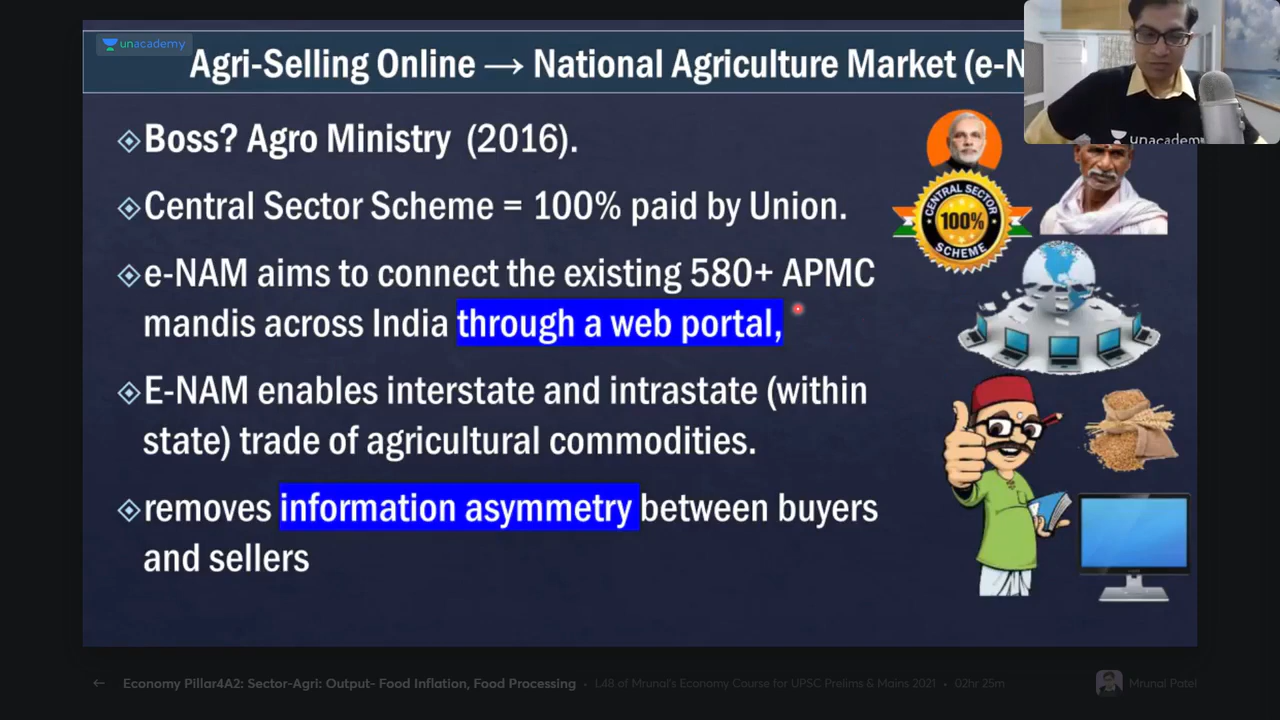 unacademy
Agri-Selling Online → National Agriculture Market (e-N
Boss? Agro Ministry (2016).
Central Sector Scheme = 100% paid by Union.
CENTRAL SECTOR
100%
SCHEME
e-NAM aims to connect the existing 580+ APMC
mandis across India through a web portal,
E-NAM enables interstate and intrastate (within
state) trade of agricultural commodities.
removes information asymmetry between buyers
and sellers
unacademy
← Economy Pillar4A2: Sector-Agri: Output- Food Inflation, Food Processing • L48 of Mrunal's Economy Course for UPSC Prelims & Mains 2021 • 02hr 25m
Mrunal Patel